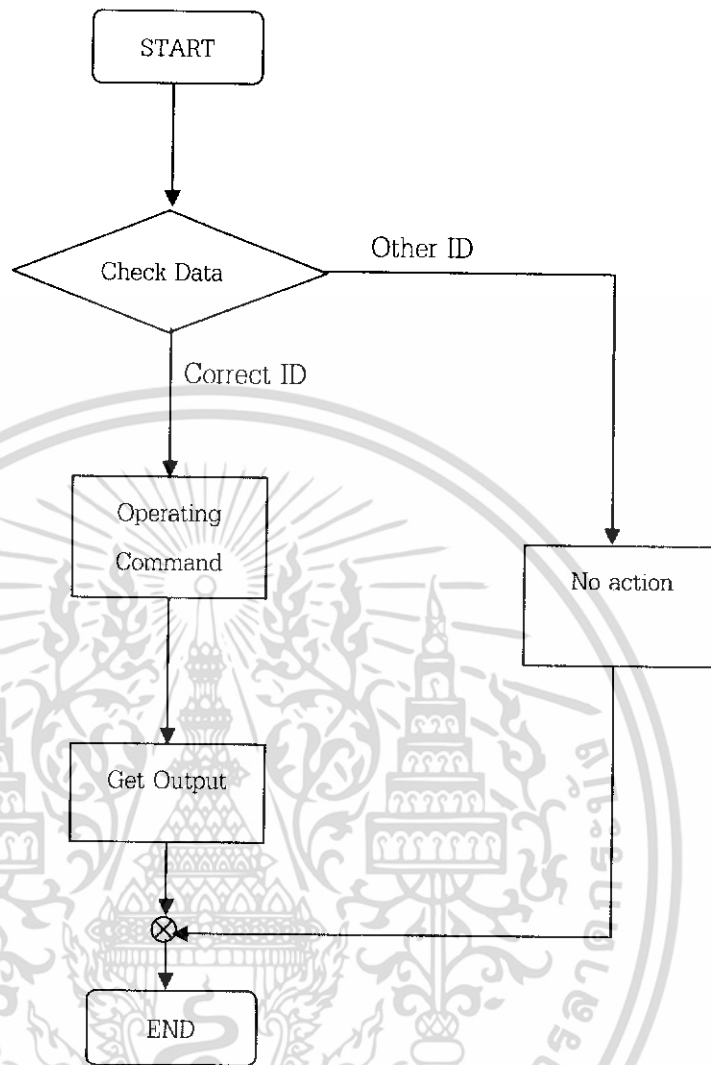 START
Check Data
Other ID
Correct ID
Operating
Command
No action
Get Output
END